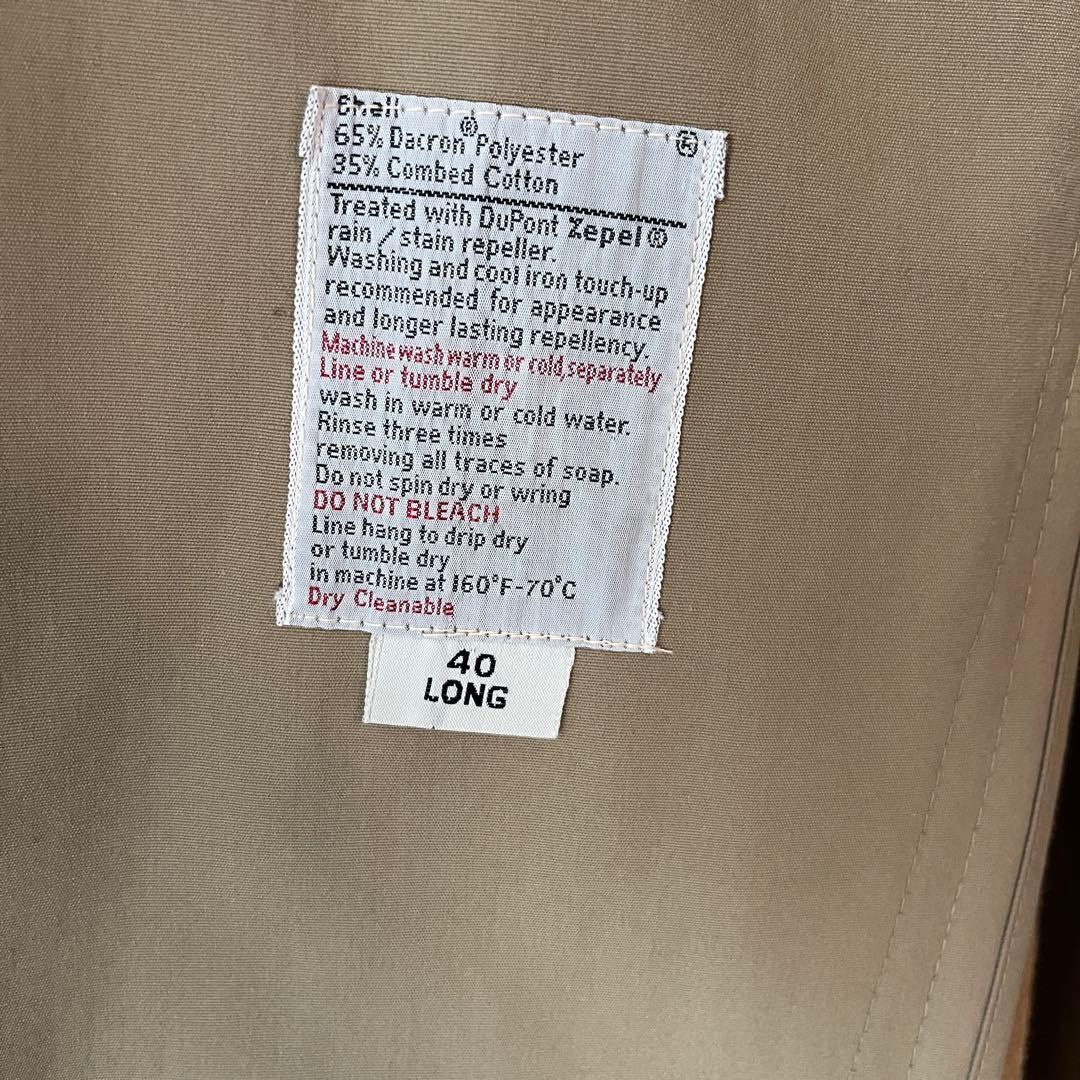 Shell
65% Dacron® Polyester ®
35% Combed Cotton
Treated with DuPont Zepel®
rain / stain repeller.
Washing and cool iron touch-up
recommended for appearance
and longer lasting repellency.
Machine wash warm or cold, separately
Line or tumble dry
wash in warm or cold water.
Rinse three times
removing all traces of soap.
Do not spin dry or wring
DO NOT BLEACH
Line hang to drip dry
or tumble dry
in machine at 160°F-70°C
Dry Cleanable
40
LONG